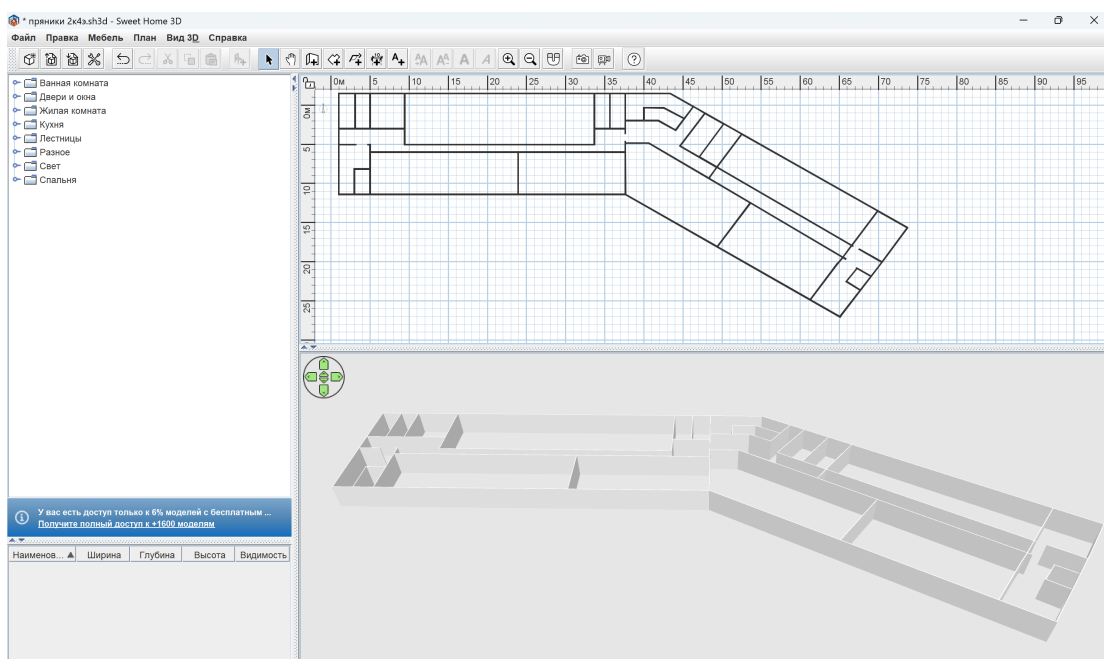 * пряники 2к4э.sh3d - Sweet Home 3D
Файл Правка Мебель План Вид 3D Справка
Ванная комната
Двери и окна
Жилая комната
Кухня
Лестницы
Разное
Свет
Спальня
У вас есть доступ только к 6% моделей с бесплатным ...
Получите полный доступ к +1600 моделям
Наименов... Ширина Глубина Высота Видимость
0м 5 10 15 20 25 30 35 40 45 50 55 60 65 70 75 80 85 90 95
0м
5
10
15
20
25